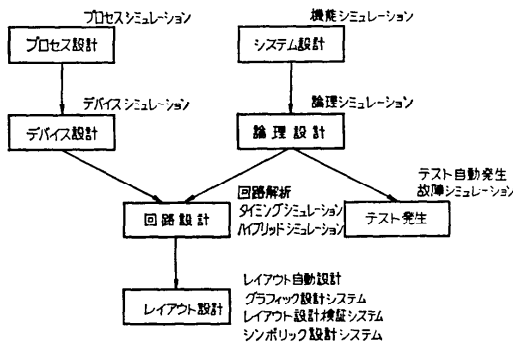 プロセスシミュレーション
機能シミュレーション
プロセス設計
システム設計
デバイスシミュレーション
論理シミュレーション
デバイス設計
論理設計
テスト自動発生
故障シミュレーション
回路解析
タイミングシミュレーション
ハイブリッドシミュレーション
回路設計
テスト発生
レイアウト自動設計
グラフィック設計システム
レイアウト設計検証システム
シンボリック設計システム
レイアウト設計